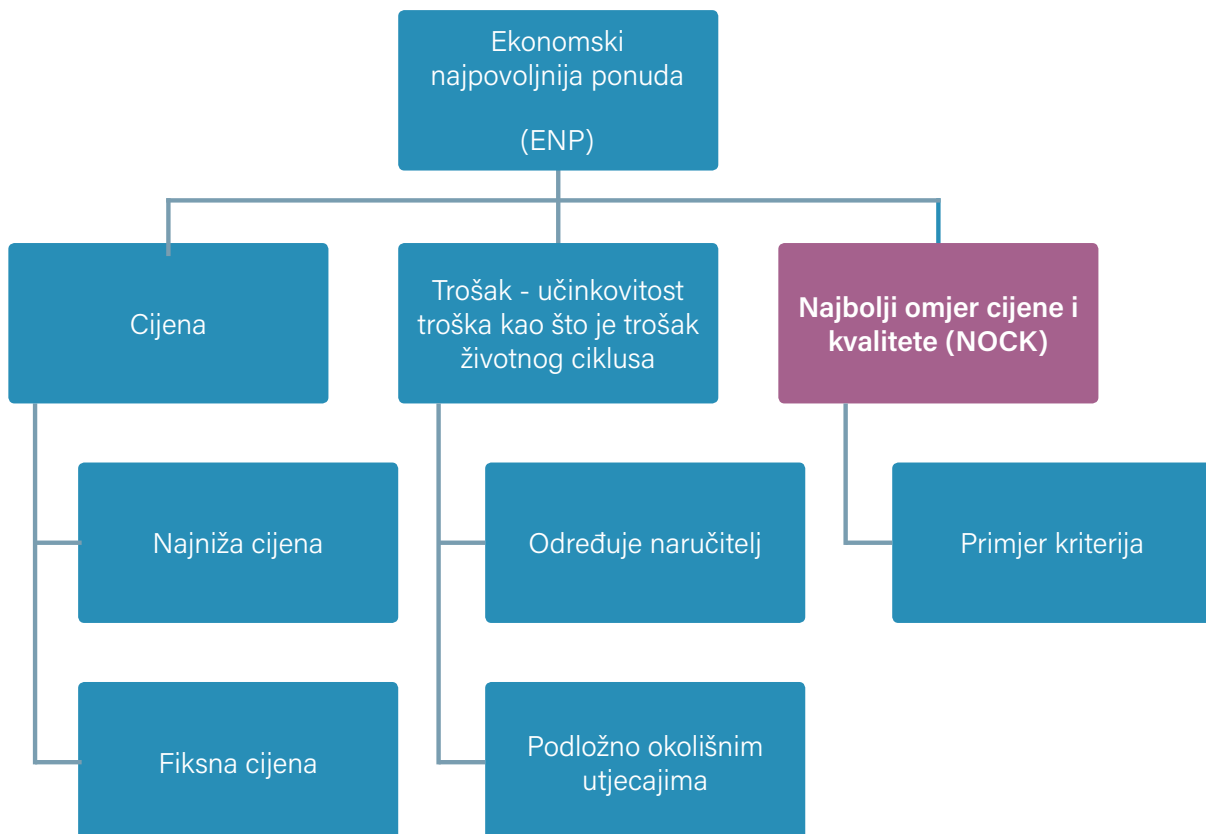 Ekonomski
najpovoljnija ponuda
(ENP)
Cijena
Trošak - učinkovitost
troška kao što je trošak
životnog ciklusa
Najbolji omjer cijene i
kvalitete (NOCK)
Najniža cijena
Određuje naručitelj
Primjer kriterija
Fiksna cijena
Podložno okolišnim
utjecajima